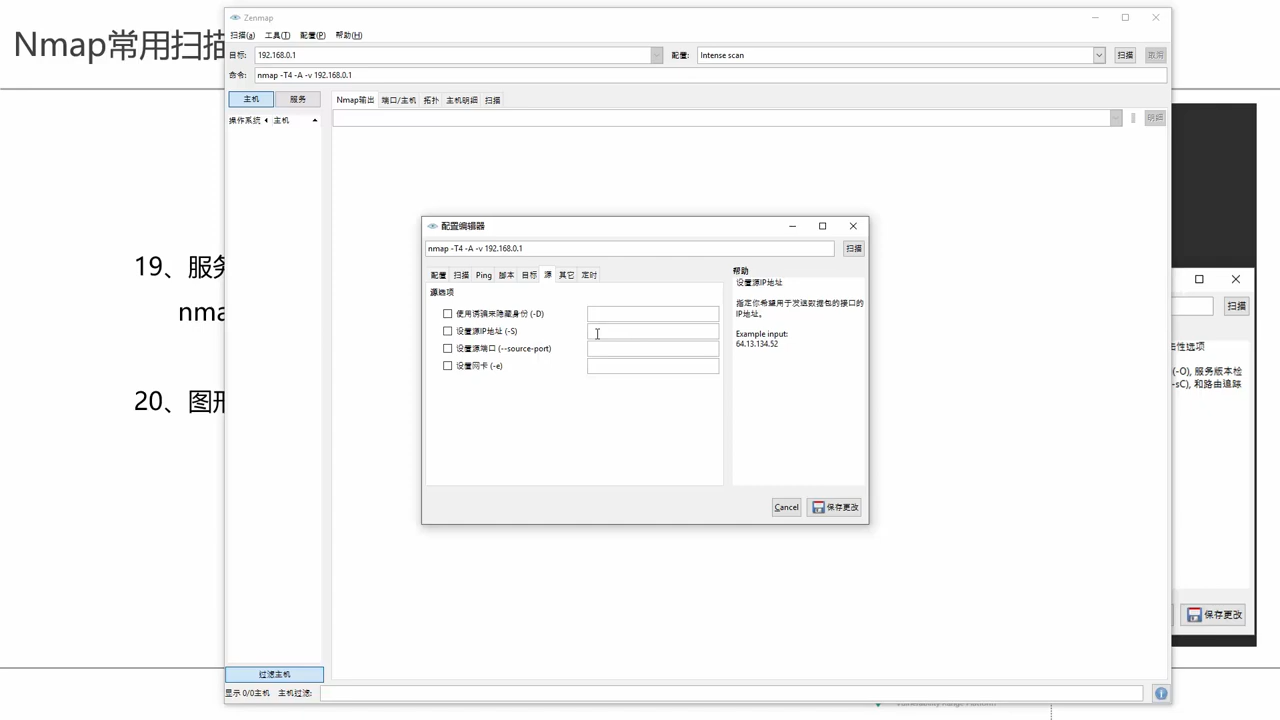 Nmap常用扫描
Zenmap
扫描(a) 工具(T) 配置(P) 帮助(H)
目标: 192.168.0.1 配置: Intense scan 扫描 取消
命令: nmap -T4 -A -v 192.168.0.1
主机 服务 Nmap输出 端口/主机 拓扑 主机明细 扫描
操作系统 主机 明细
19、服务
nma
20、图形
配置编辑器
nmap -T4 -A -v 192.168.0.1 扫描
配置 扫描 Ping 脚本 目标 源 其它 定时
源选项
使用诱饵来隐藏身份 (-D)
设置源IP地址 (-S)
设置源端口 (--source-port)
设置网卡 (-e)
帮助
设置源IP地址
指定你希望用于发送数据包的接口的
IP地址。
Example input:
64.13.134.52
Cancel 保存更改
扫描
性选项
(-O), 服务版本检
-sC), 和路由追踪
保存更改
过滤主机
显示 0/0主机 主机过滤: